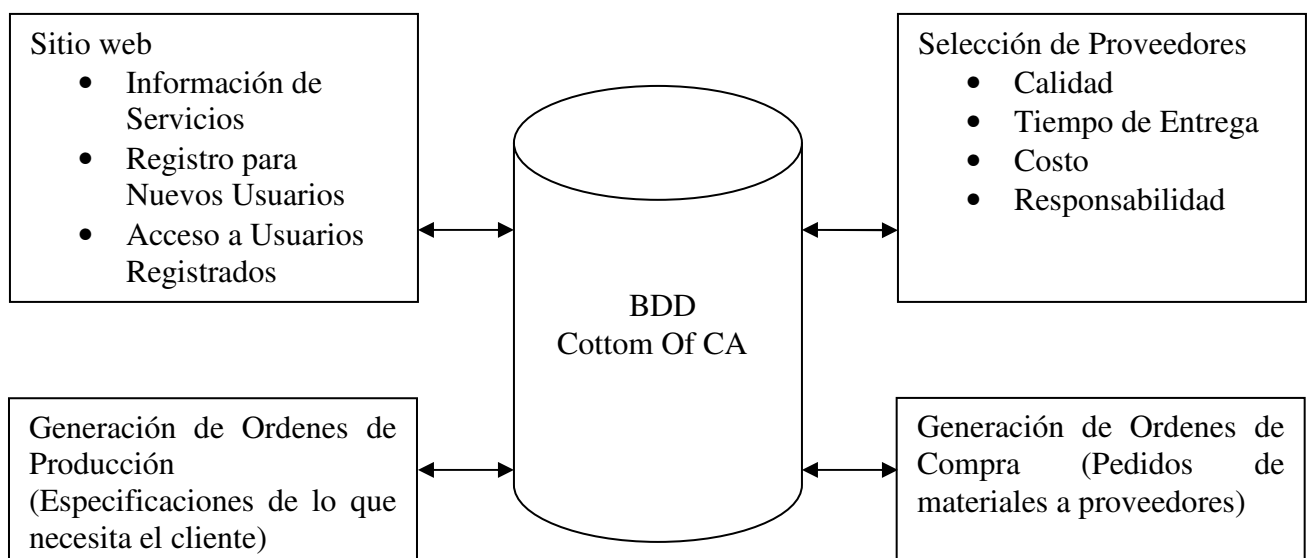 Sitio web
• Información de
Servicios
• Registro para
Nuevos Usuarios
• Acceso a Usuarios
Registrados
Selección de Proveedores
• Calidad
• Tiempo de Entrega
• Costo
• Responsabilidad
BDD
Cottom Of CA
Generación de Ordenes de
Producción
(Especificaciones de lo que
necesita el cliente)
Generación de Ordenes de
Compra (Pedidos de
materiales a proveedores)